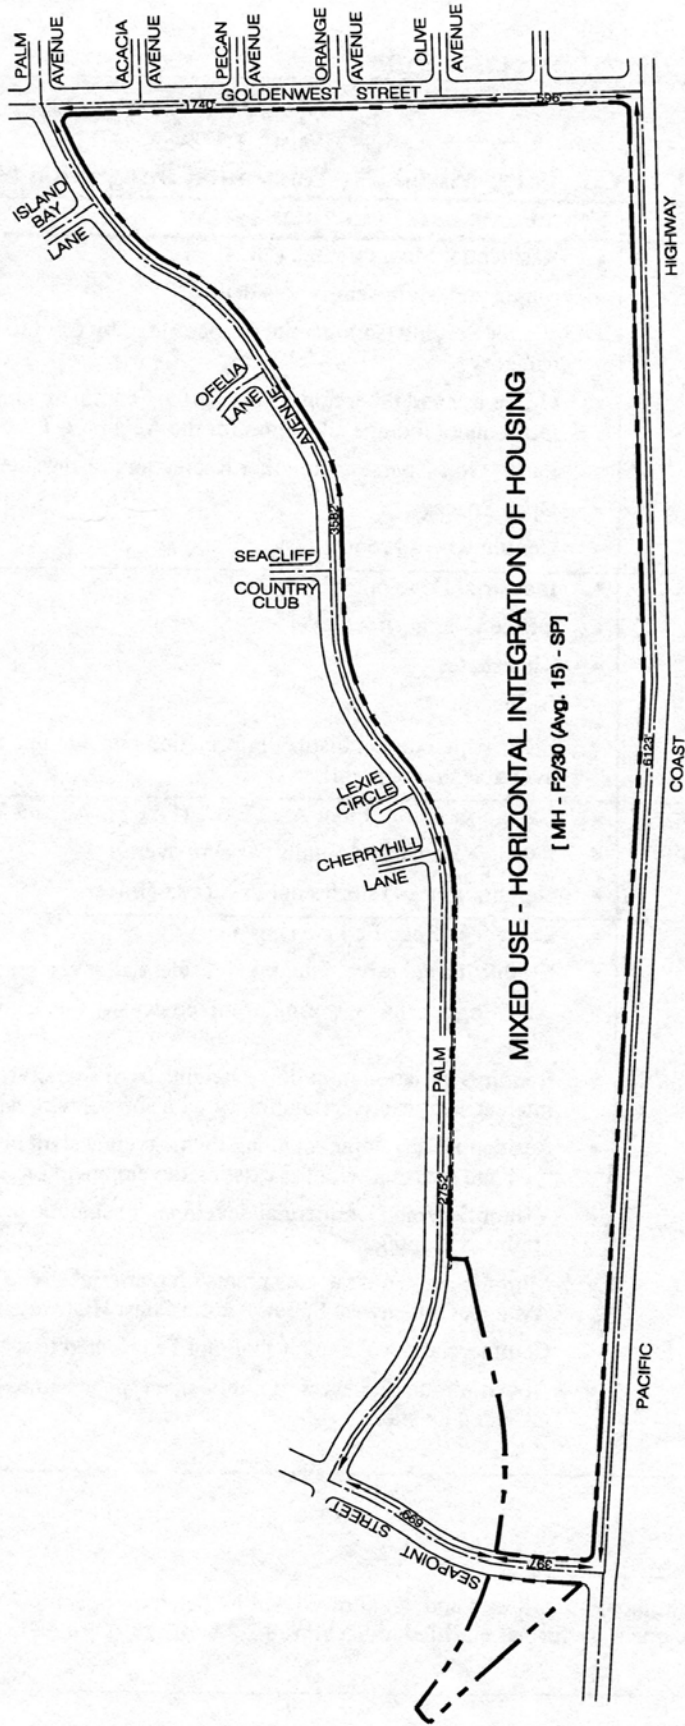 PALM
AVENUE
ACACIA
AVENUE
PECAN
AVENUE
ORANGE
AVENUE
OLIVE
AVENUE
GOLDENWEST STREET
1740'
596'
ISLAND
BAY
LANE
OFELIA
LANE
AVENUE
3582'
SEACLIFF
COUNTRY
CLUB
LEXIE
CIRCLE
CHERRYHILL
LANE
PALM
2752'
MIXED USE - HORIZONTAL INTEGRATION OF HOUSING
[ MH - F2/30 (Avg. 15) - SP]
HIGHWAY
COAST
6123'
PACIFIC
SEAPOINT STREET
699'
397'